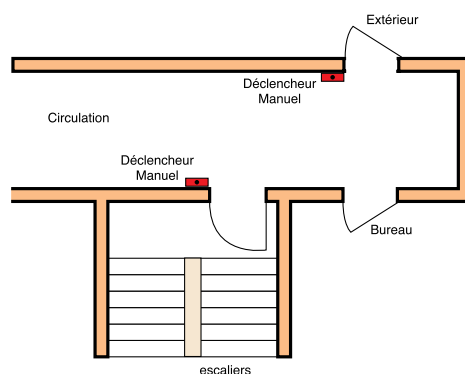 Extérieur
Déclencheur
Manuel
Circulation
Déclencheur
Manuel
Bureau
escaliers